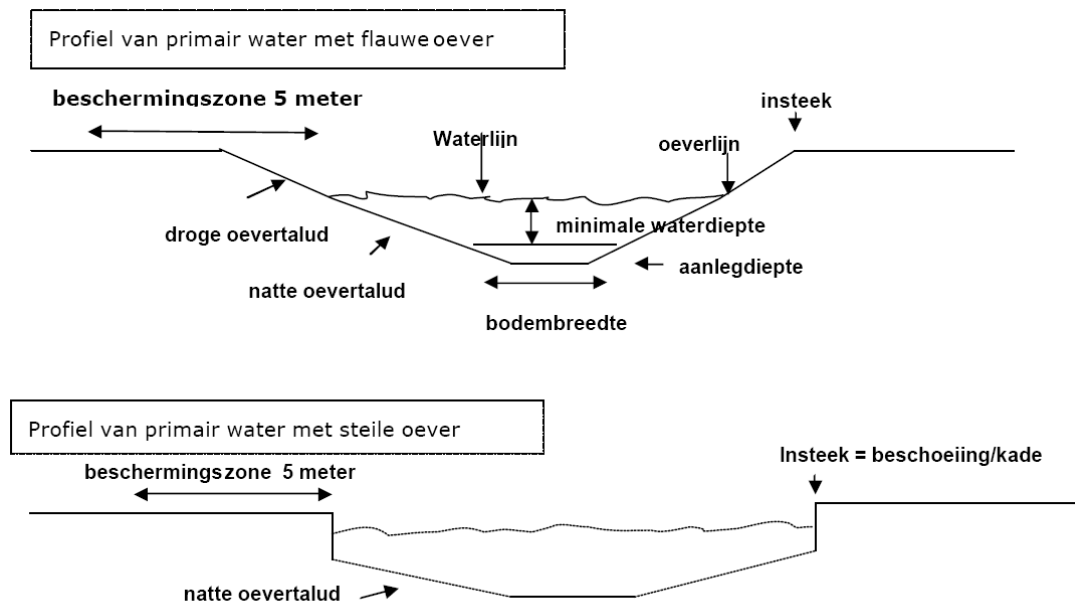 Profiel van primair water met flauwe oever
beschermingszone 5 meter
insteek
Waterlijn
oeverlijn
minimale waterdiepte
droge oevertalud
aanlegdiepte
natte oevertalud
bodembreedte
Profiel van primair water met steile oever
Insteek = beschoeiing/kade
beschermingszone 5 meter
natte oevertalud